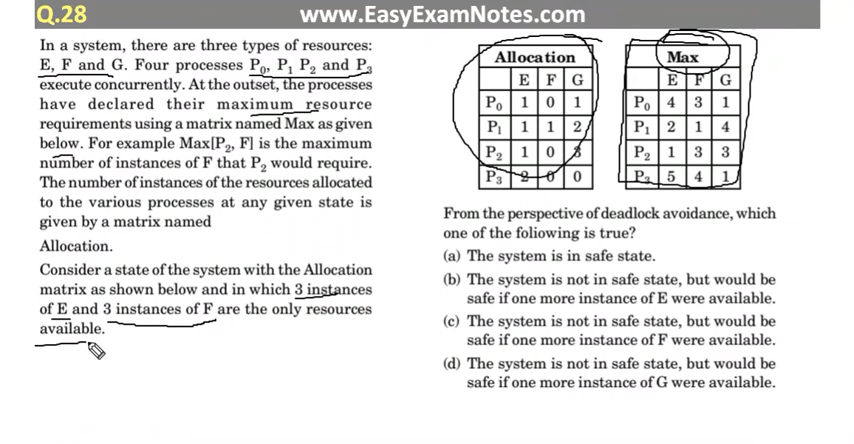 Q.28
www.EasyExamNotes.com
In a system, there are three types of resources:
E, F and G. Four processes P0, P1 P2 and P3
execute concurrently. At the outset, the processes
have declared their maximum resource
requirements using a matrix named Max as given
below. For example Max[P2, F] is the maximum
number of instances of F that P2 would require.
The number of instances of the resources allocated
to the various processes at any given state is
given by a matrix named
Allocation.
Consider a state of the system with the Allocation
matrix as shown below and in which 3 instances
of E and 3 instances of F are the only resources
available.
Allocation
E F G
P0 1 0 1
P1 1 1 2
P2 1 0 3
P3 2 0 0
Max
E F G
P0 4 3 1
P1 2 1 4
P2 1 3 3
P3 5 4 1
From the perspective of deadlock avoidance, which
one of the following is true?
(a) The system is in safe state.
(b) The system is not in safe state, but would be
safe if one more instance of E were available.
(c) The system is not in safe state, but would be
safe if one more instance of F were available.
(d) The system is not in safe state, but would be
safe if one more instance of G were available.